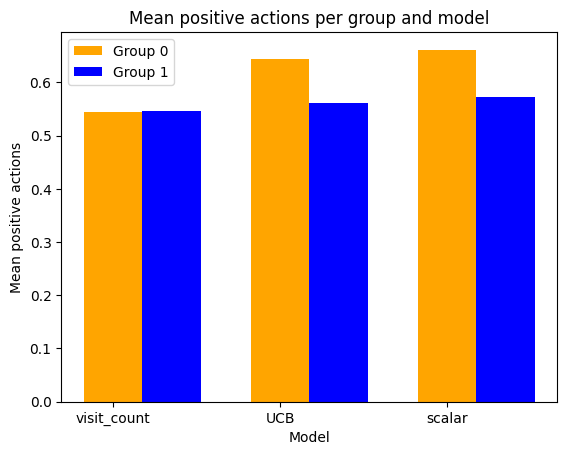 Mean positive actions per group and model
Group 0
Group 1
Mean positive actions
0.6
0.5
0.4
0.3
0.2
0.1
0.0
visit_count UCB scalar
Model